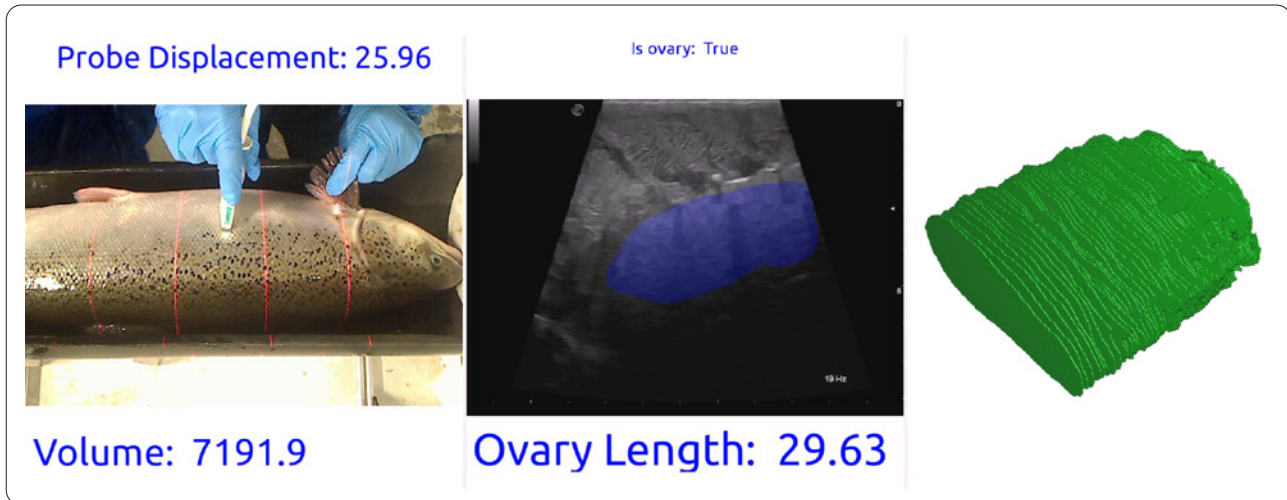 Probe Displacement: 25.96
Is ovary: True
19 Hz
Volume: 7191.9
Ovary Length: 29.63